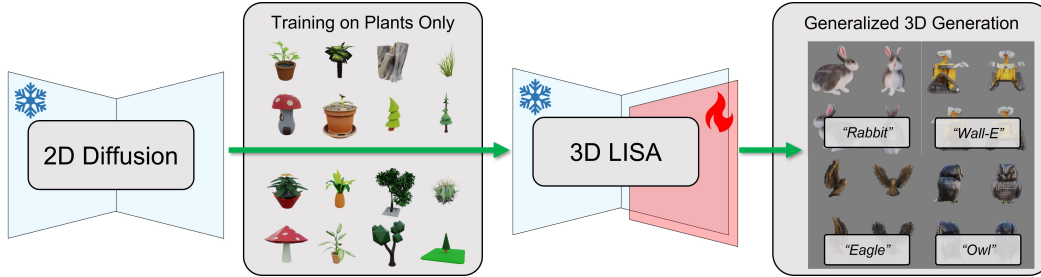 Training on Plants Only
Generalized 3D Generation
2D Diffusion
3D LISA
“Rabbit”
“Wall-E”
“Eagle”
“Owl”